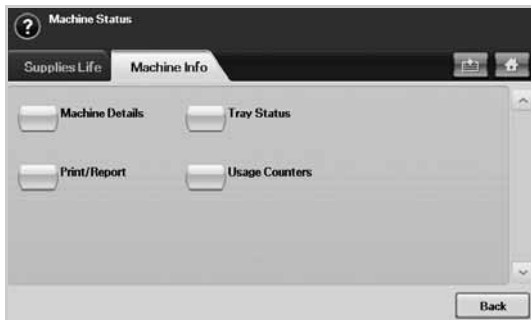 ? Machine Status
Supplies Life Machine Info
Machine Details Tray Status
Print/Report Usage Counters
Back